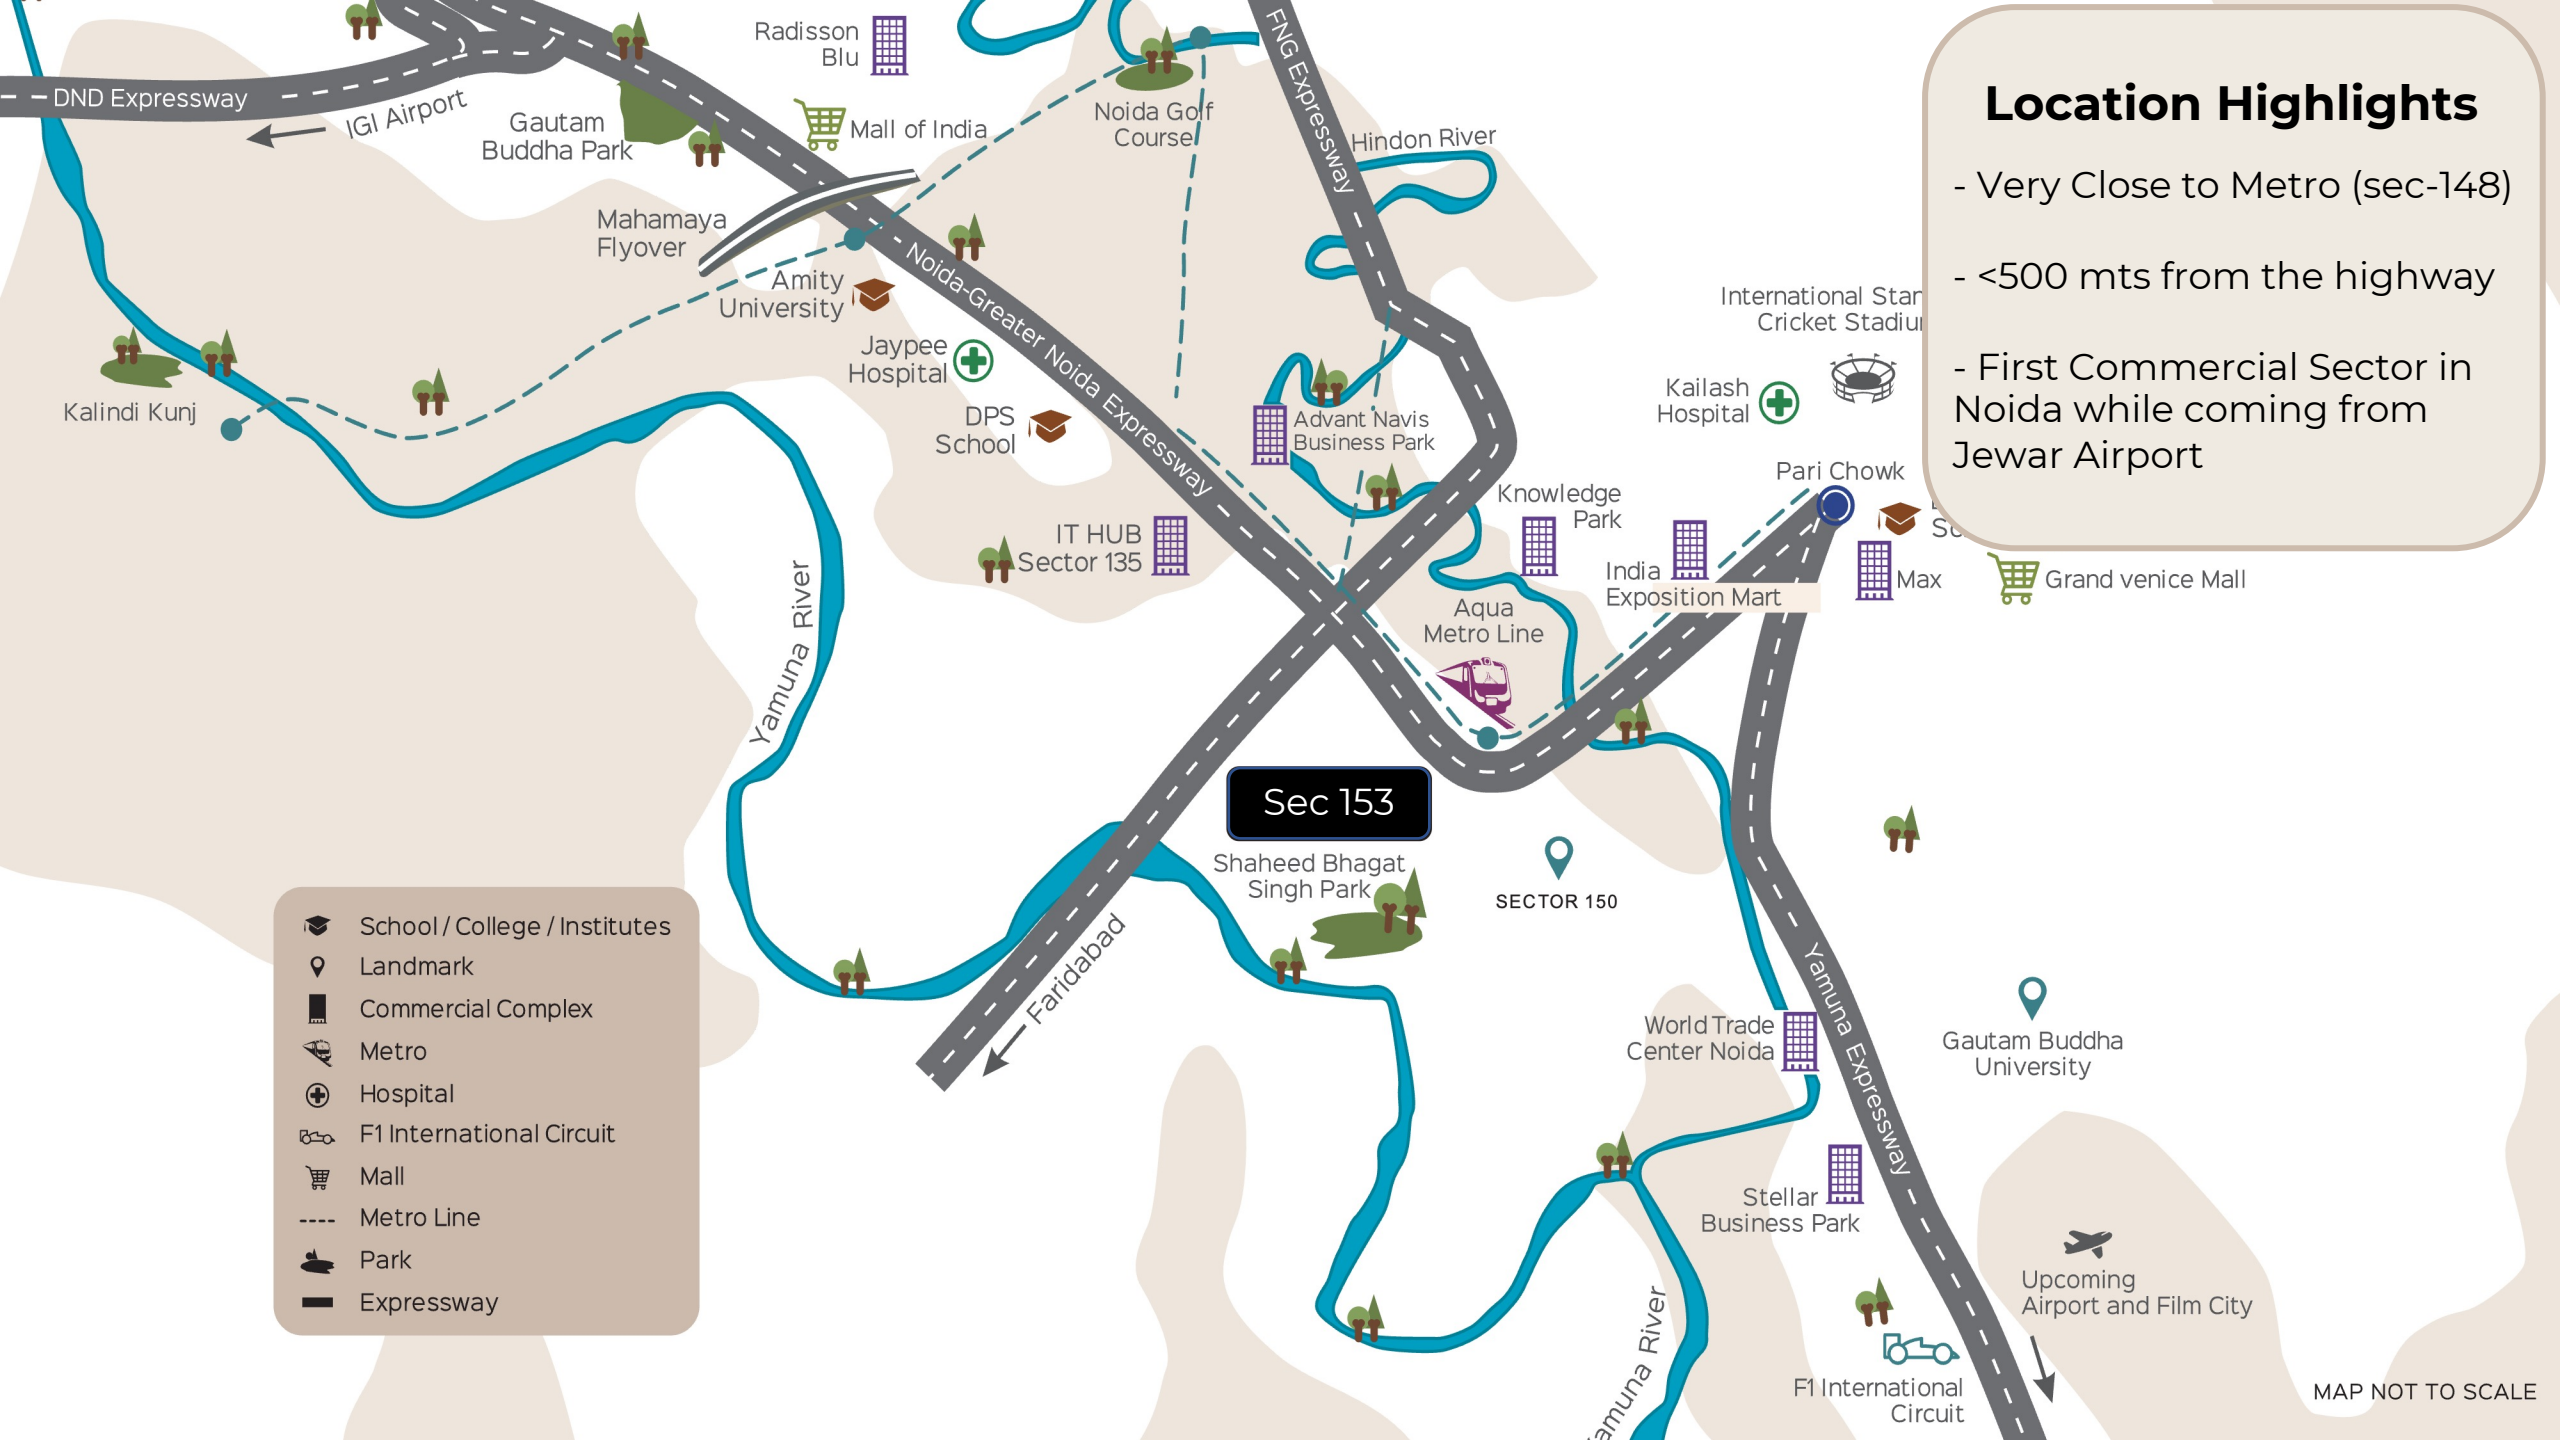 Radisson
Blu
FNG Expressway
DND Expressway
IGI Airport
Gautam
Buddha Park
Mall of India
Noida Golf
Course
Hindon River
Mahamaya
Flyover
Noida-Greater Noida Expressway
Amity
University
Jaypee
Hospital
DPS
School
Kalindi Kunj
Advant Navis
Business Park
International Stan
Cricket Stadiu
Kailash
Hospital
Pari Chowk
Knowledge
Park
IT HUB
Sector 135
India
Exposition Mart
Max
Grand venice Mall
Aqua
Metro Line
Yamuna River
Sec 153
Shaheed Bhagat
Singh Park
SECTOR 150
Faridabad
Yamuna Expressway
World Trade
Center Noida
Gautam Buddha
University
Stellar
Business Park
Upcoming
Airport and Film City
F1 International
Circuit
amuna River
MAP NOT TO SCALE
Location Highlights
- Very Close to Metro (sec-148)
- <500 mts from the highway
- First Commercial Sector in
Noida while coming from
Jewar Airport
School / College / Institutes
Landmark
Commercial Complex
Metro
Hospital
F1 International Circuit
Mall
Metro Line
Park
Expressway